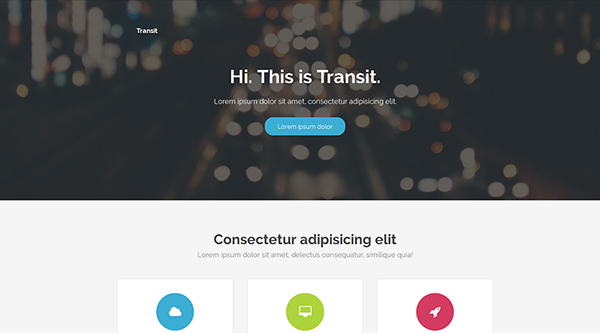 Transit
Hi. This is Transit.
Lorem ipsum dolor sit amet, consectetur adipisicing elit.
Lorem ipsum dolor
Consectetur adipisicing elit
Lorem ipsum dolor sit amet, delectus consequatur, similique quia!